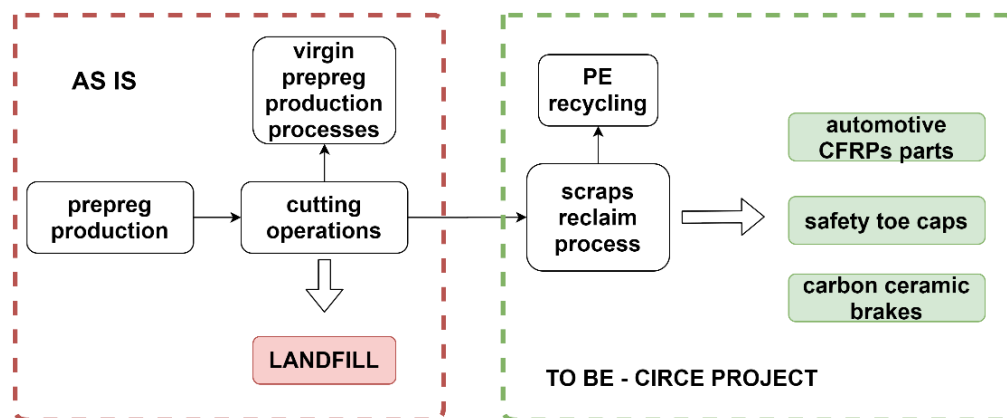 AS IS
virgin
prepreg
production
processes
prepreg
production
cutting
operations
LANDFILL
PE
recycling
scraps
reclaim
process
automotive
CFRPs parts
safety toe caps
carbon ceramic
brakes
TO BE - CIRCE PROJECT